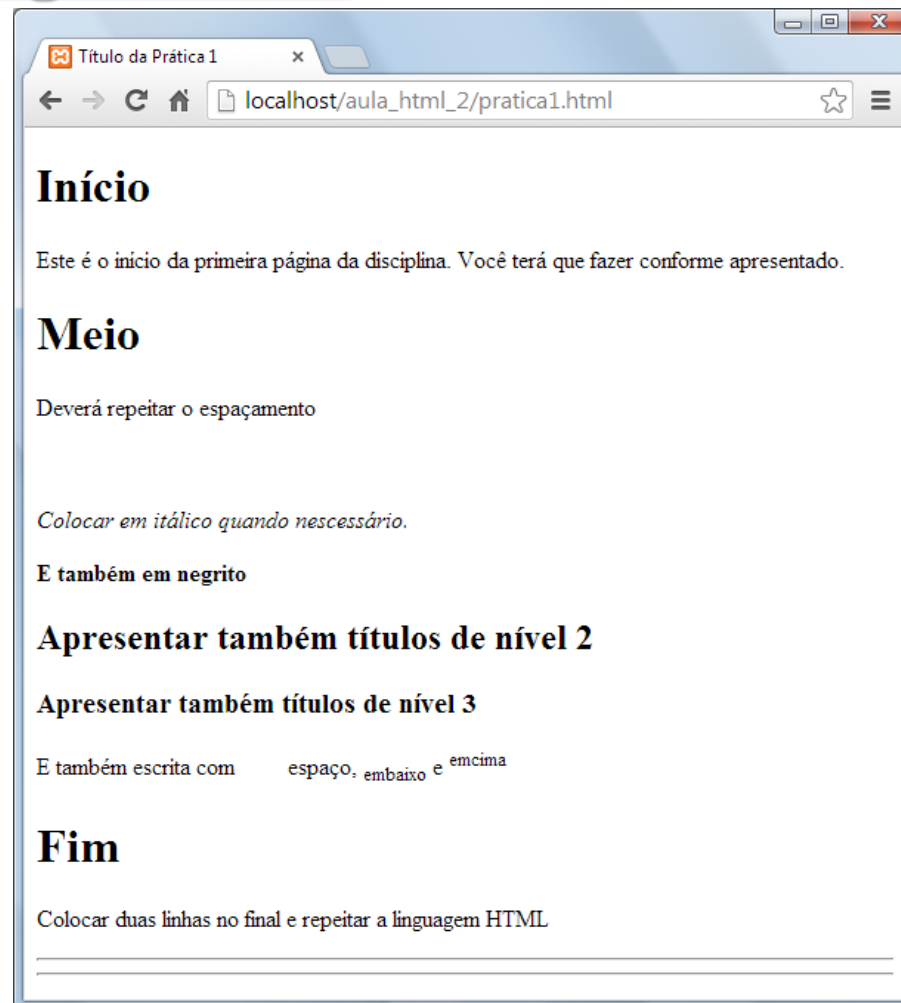 Título da Prática 1
localhost/aula_html_2/pratica1.html
Início
Este é o início da primeira página da disciplina. Você terá que fazer conforme apresentado.
Meio
Deverá repeitar o espaçamento
Colocar em itálico quando nescessário.
E também em negrito
Apresentar também títulos de nível 2
Apresentar também títulos de nível 3
E também escrita com espaço, embaixo e emcima
Fim
Colocar duas linhas no final e repeitar a linguagem HTML